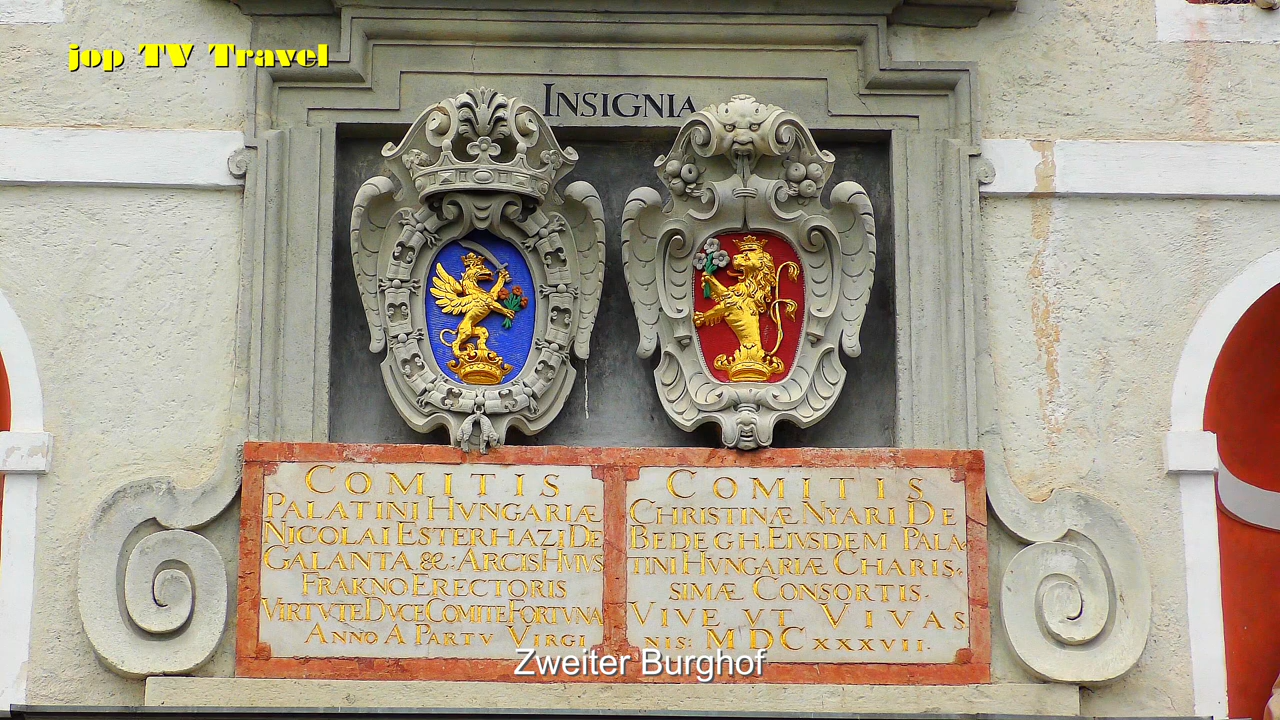 jop TV Travel
INSIGNIA
COMITIS
PALATINI HVNGARIÆ
NICOLAI ESTERHAZI DE
GALANTA &c: ARCIS HVIVS
FRAKNO ERECTORIS
VIRTVTE DVCE COMITE FORTVNA
ANNO A PARTV VIRGI
COMITIS
CHRISTINÆ NYARI DE
BEDEGH. EIVSDEM PALA
TINI HVNGARIÆ CHARIS:
SIMÆ CONSORTIS.
VIVE VT VIVAS
NIS: MDCXXXVII.
Zweiter Burghof